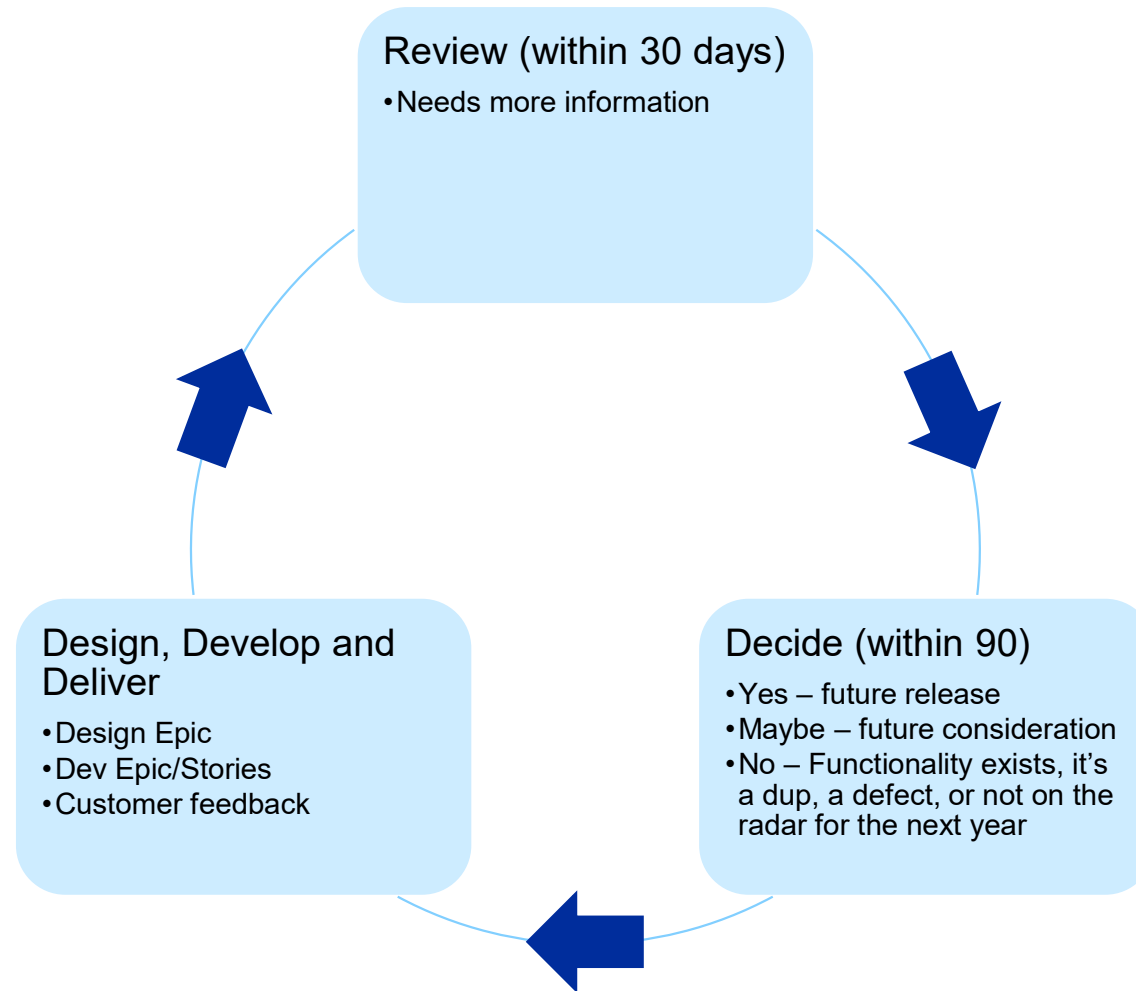 Review (within 30 days)
•Needs more information
Decide (within 90)
•Yes – future release
•Maybe – future consideration
•No – Functionality exists, it's
a dup, a defect, or not on the
radar for the next year
Design, Develop and
Deliver
•Design Epic
•Dev Epic/Stories
•Customer feedback